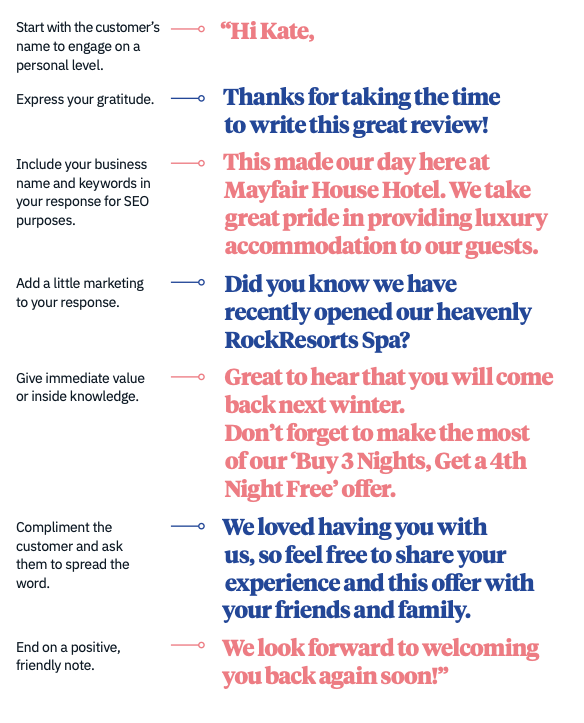 Start with the customer’s
name to engage on a
personal level.
“Hi Kate,
Express your gratitude.
Thanks for taking the time
to write this great review!
Include your business
name and keywords in
your response for SEO
purposes.
This made our day here at
Mayfair House Hotel. We take
great pride in providing luxury
accommodation to our guests.
Add a little marketing
to your response.
Did you know we have
recently opened our heavenly
RockResorts Spa?
Give immediate value
or inside knowledge.
Great to hear that you will come
back next winter.
Don’t forget to make the most
of our ‘Buy 3 Nights, Get a 4th
Night Free’ offer.
Compliment the
customer and ask
them to spread the
word.
We loved having you with
us, so feel free to share your
experience and this offer with
your friends and family.
End on a positive,
friendly note.
We look forward to welcoming
you back again soon!”